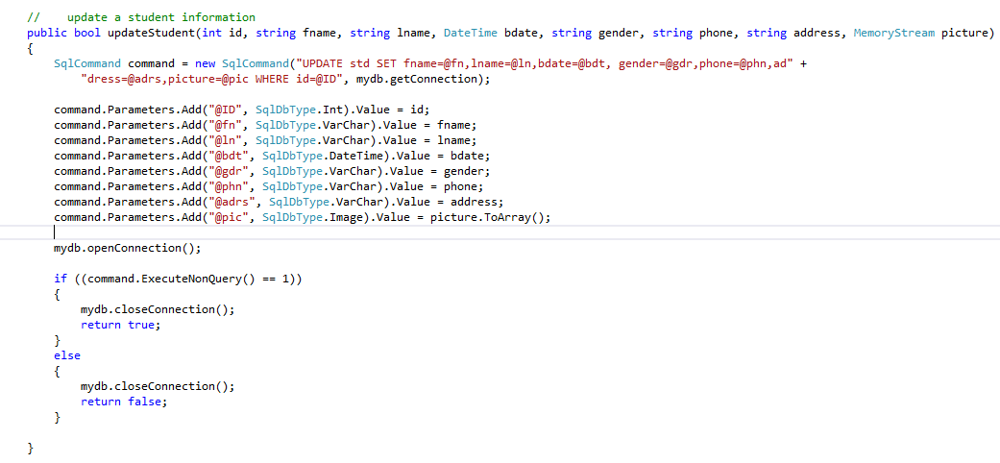 //    update a student information
public bool updateStudent(int id, string fname, string lname, DateTime bdate, string gender, string phone, string address, MemoryStream picture)
{
    SqlCommand command = new SqlCommand("UPDATE std SET fname=@fn,lname=@ln,bdate=@bdt, gender=@gdr,phone=@phn,ad" +
        "dress=@adrs,picture=@pic WHERE id=@ID", mydb.getConnection);
    command.Parameters.Add("@ID", SqlDbType.Int).Value = id;
    command.Parameters.Add("@fn", SqlDbType.VarChar).Value = fname;
    command.Parameters.Add("@ln", SqlDbType.VarChar).Value = lname;
    command.Parameters.Add("@bdt", SqlDbType.DateTime).Value = bdate;
    command.Parameters.Add("@gdr", SqlDbType.VarChar).Value = gender;
    command.Parameters.Add("@phn", SqlDbType.VarChar).Value = phone;
    command.Parameters.Add("@adrs", SqlDbType.VarChar).Value = address;
    command.Parameters.Add("@pic", SqlDbType.Image).Value = picture.ToArray();
    mydb.openConnection();
    if ((command.ExecuteNonQuery() == 1))
    {
        mydb.closeConnection();
        return true;
    }
    else
    {
        mydb.closeConnection();
        return false;
    }
}